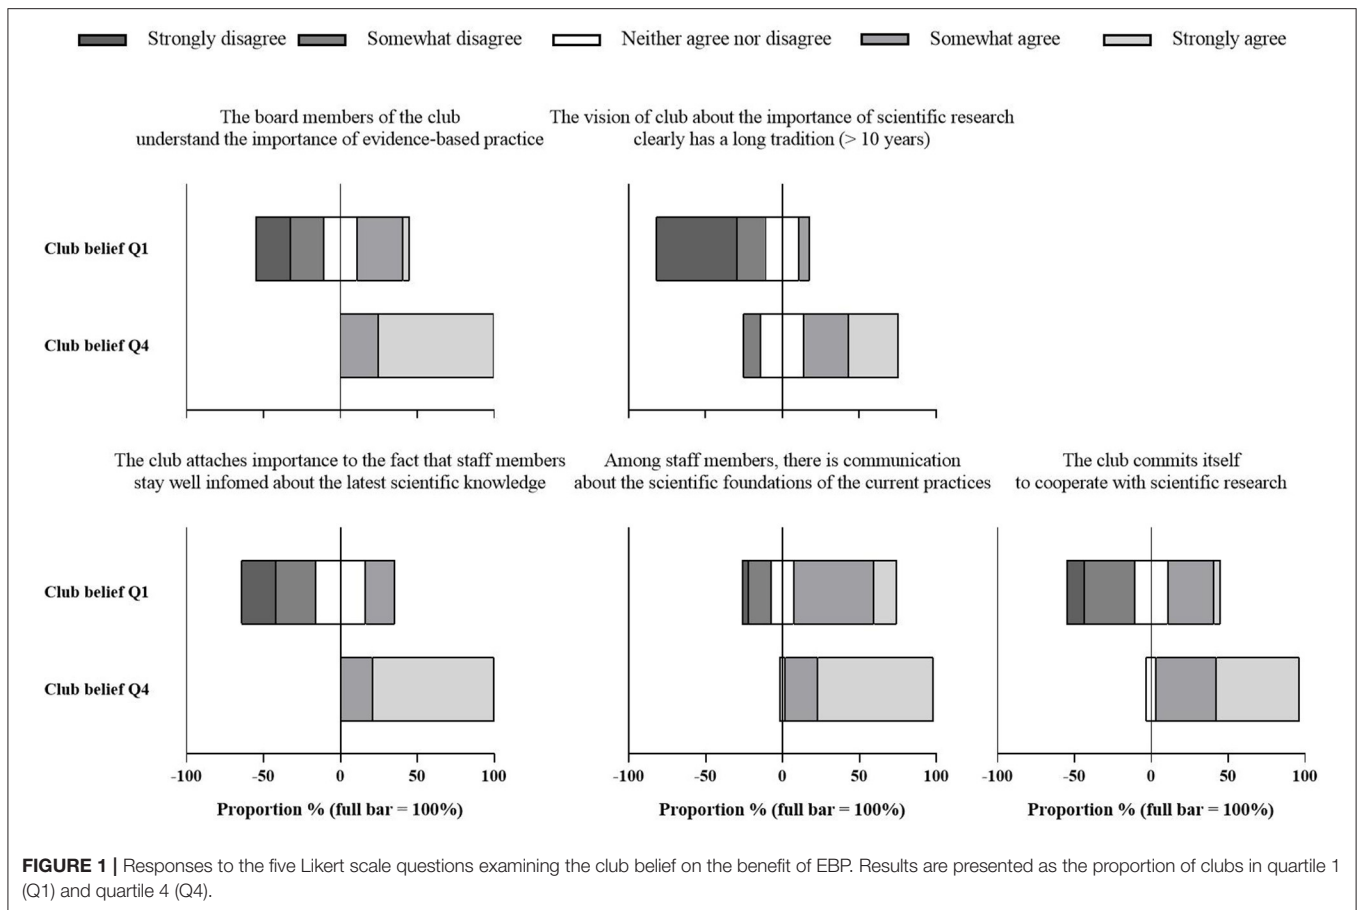 Strongly disagree Somewhat disagree Neither agree nor disagree Somewhat agree Strongly agree
The board members of the club
understand the importance of evidence-based practice
The vision of club about the importance of scientific research
clearly has a long tradition (> 10 years)
Club belief Q1
Club belief Q4
The club attaches importance to the fact that staff members
stay well infomed about the latest scientific knowledge
Among staff members, there is communication
about the scientific foundations of the current practices
The club commits itself
to cooperate with scientific research
Club belief Q1
Club belief Q4
-100 -50 0 50 100
-100 -50 0 50 100
-100 -50 0 50 100
Proportion % (full bar = 100%)
Proportion % (full bar = 100%)
Proportion % (full bar = 100%)
FIGURE 1 | Responses to the five Likert scale questions examining the club belief on the benefit of EBP. Results are presented as the proportion of clubs in quartile 1
(Q1) and quartile 4 (Q4).